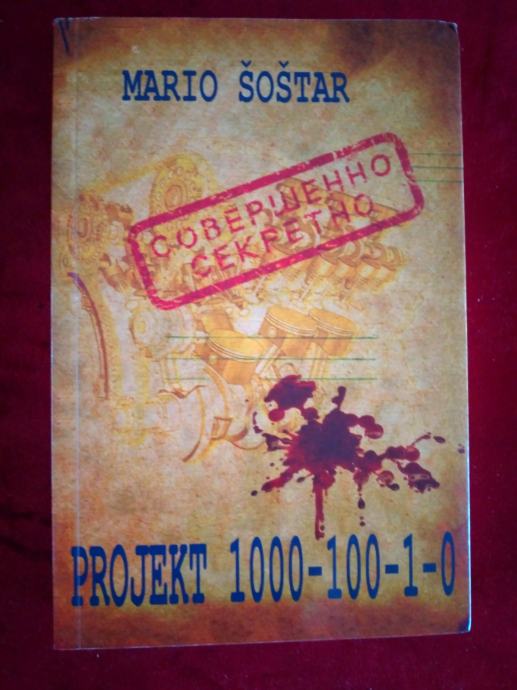 MARIO ŠOŠTAR
СОВЕРШЕННО
СЕКРЕТНО
PROJEKT 1000-100-1-0